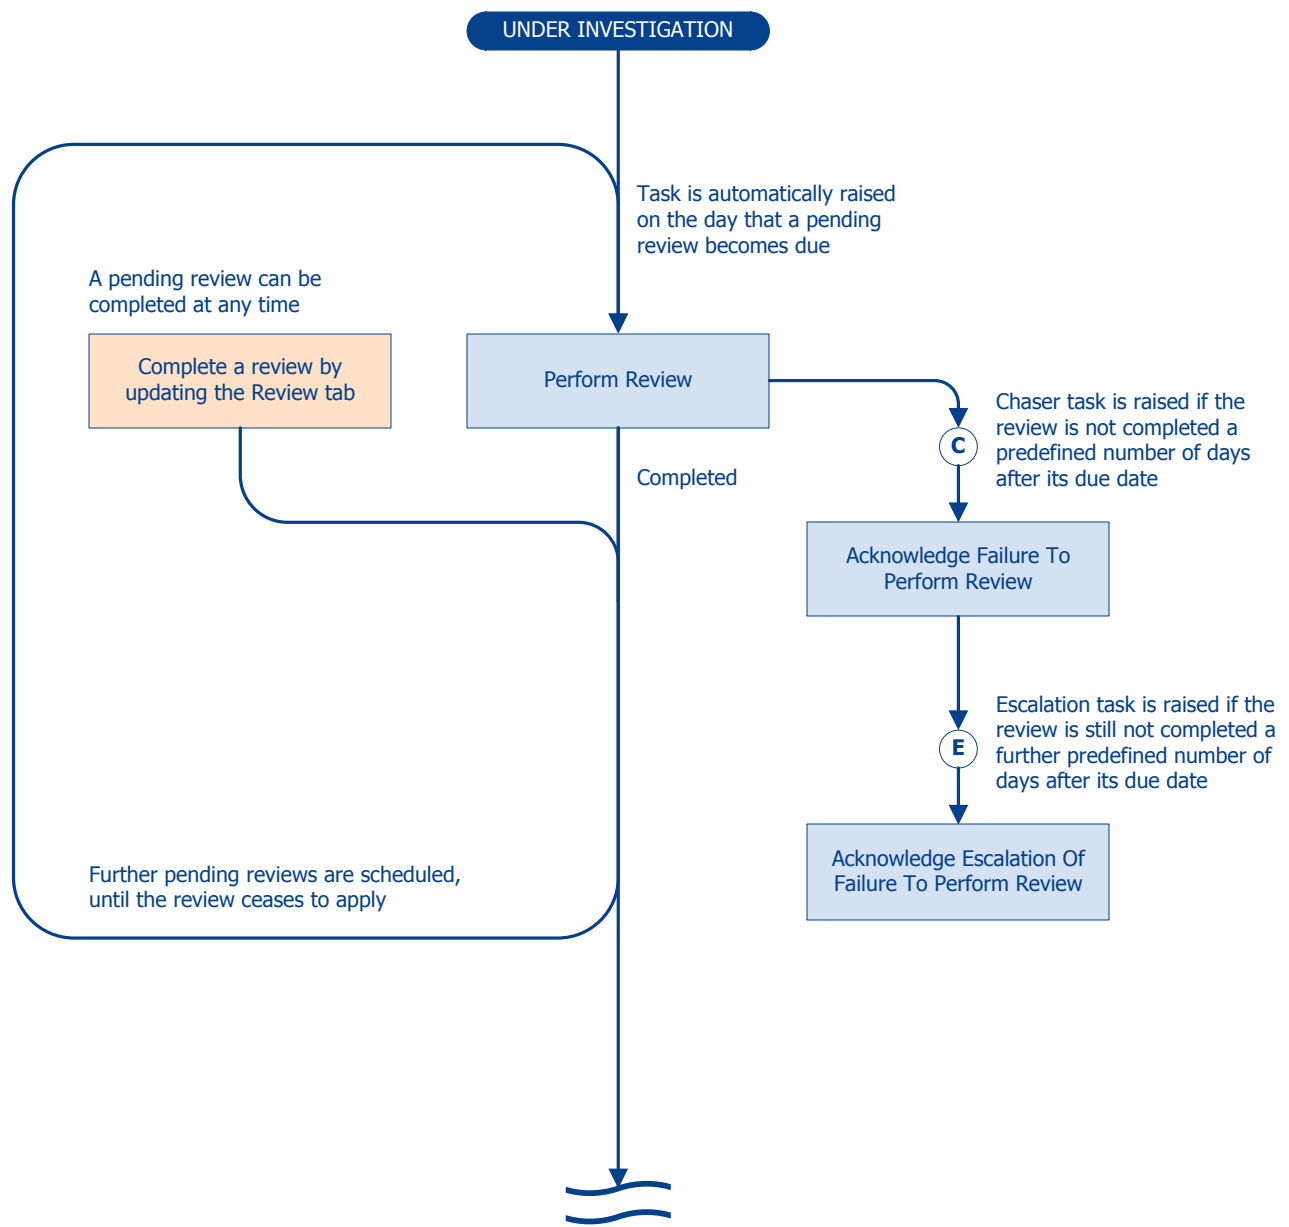 UNDER INVESTIGATION
Task is automatically raised
on the day that a pending
review becomes due
A pending review can be
completed at any time
Complete a review by
updating the Review tab
Perform Review
Chaser task is raised if the
review is not completed a
predefined number of days
after its due date
C
Completed
Acknowledge Failure To
Perform Review
Escalation task is raised if the
review is still not completed a
further predefined number of
days after its due date
E
Acknowledge Escalation Of
Failure To Perform Review
Further pending reviews are scheduled,
until the review ceases to apply